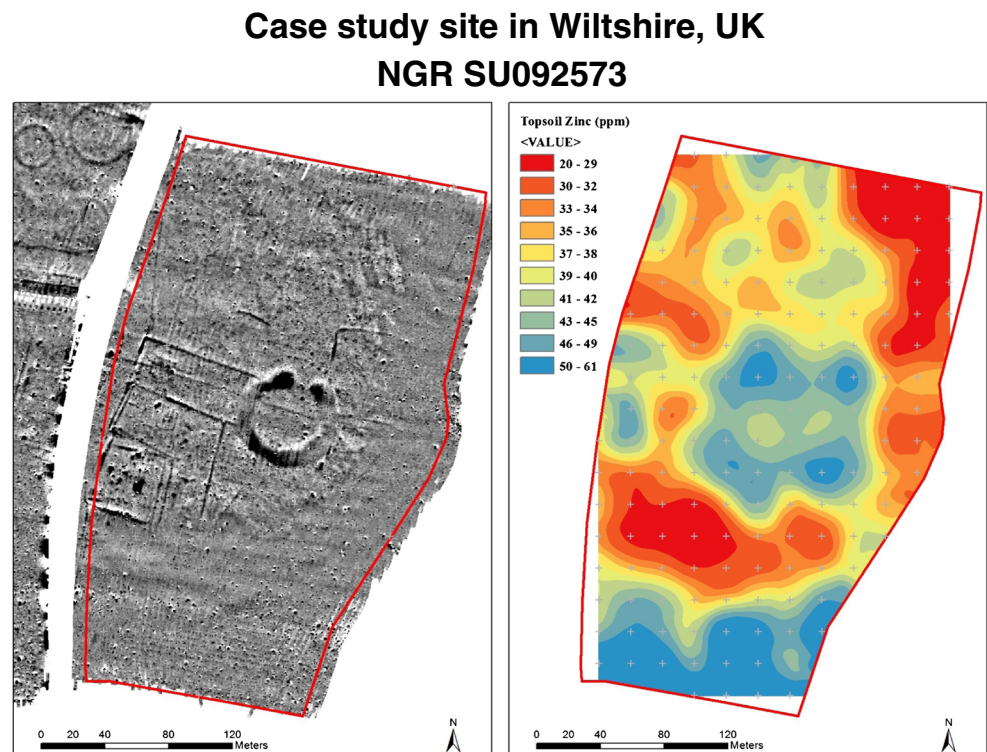 Case study site in Wiltshire, UK
NGR SU092573
0 20 40 80 120
Meters
N
Topsoil Zinc (ppm)
<VALUE>
20 - 29
30 - 32
33 - 34
35 - 36
37 - 38
39 - 40
41 - 42
43 - 45
46 - 49
50 - 61
0 20 40 80 120
Meters
N